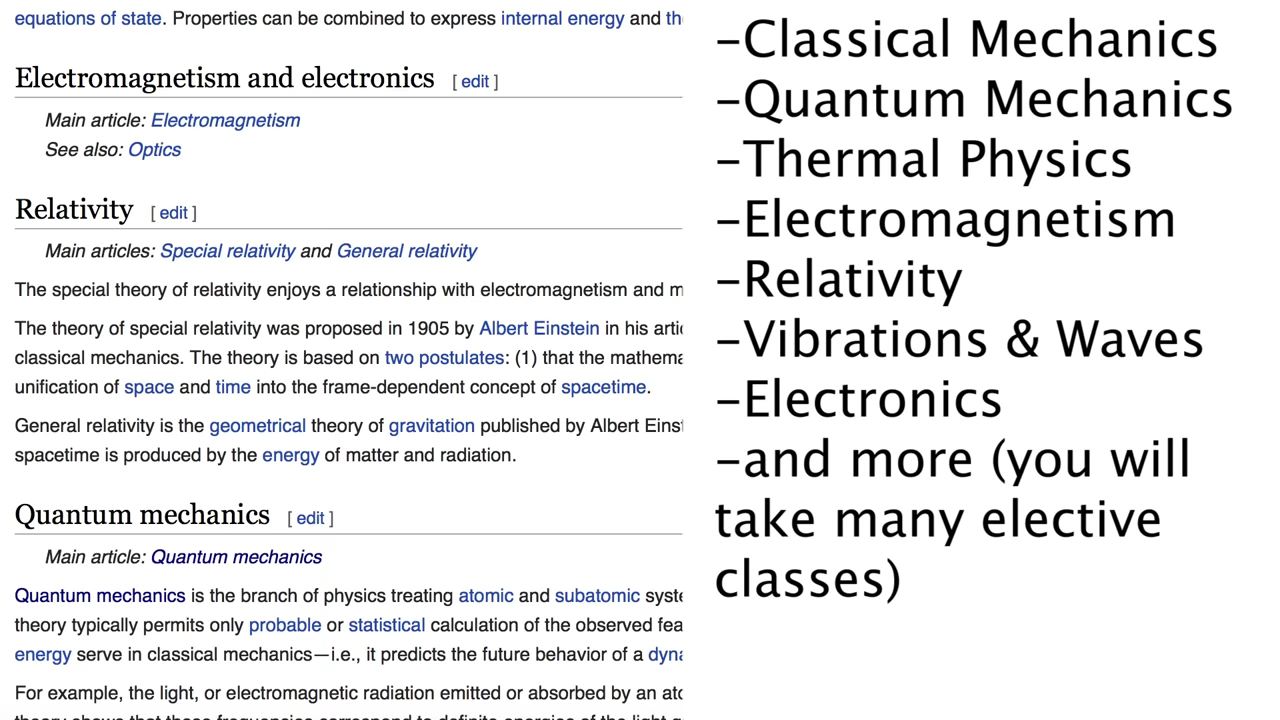 equations of state. Properties can be combined to express internal energy and
Electromagnetism and electronics [ edit ]
Main article: Electromagnetism
See also: Optics
Relativity [ edit ]
Main articles: Special relativity and General relativity
The special theory of relativity enjoys a relationship with electromagnetism and
The theory of special relativity was proposed in 1905 by Albert Einstein in his
classical mechanics. The theory is based on two postulates: (1) that the
unification of space and time into the frame-dependent concept of spacetime.
General relativity is the geometrical theory of gravitation published by Albert
spacetime is produced by the energy of matter and radiation.
Quantum mechanics [ edit ]
Main article: Quantum mechanics
Quantum mechanics is the branch of physics treating atomic and subatomic
theory typically permits only probable or statistical calculation of the observed
energy serve in classical mechanics—i.e., it predicts the future behavior of a
For example, the light, or electromagnetic radiation emitted or absorbed by an
-Classical Mechanics
-Quantum Mechanics
-Thermal Physics
-Electromagnetism
-Relativity
-Vibrations & Waves
-Electronics
-and more (you will
take many elective
classes)